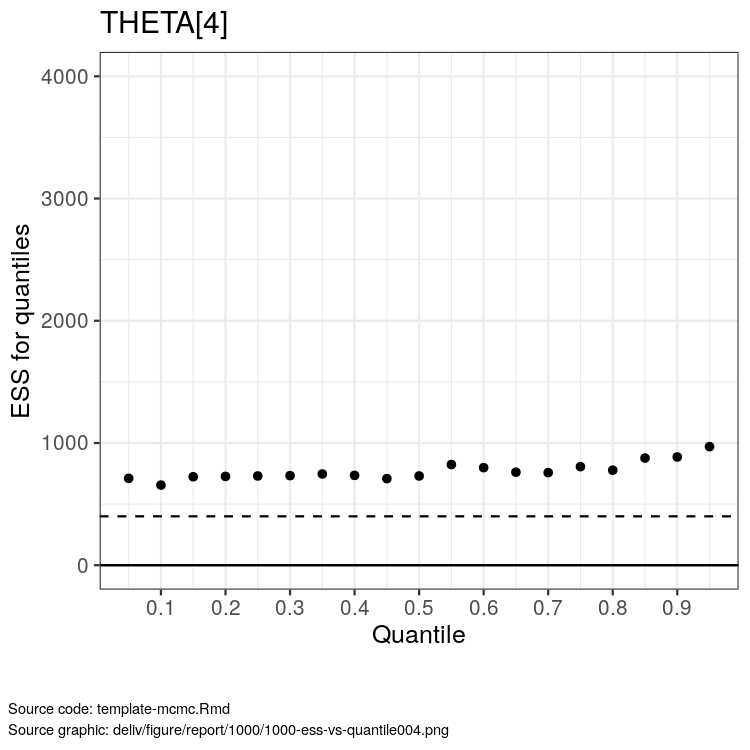 THETA[4]
4000
3000
2000
1000
0
ESS for quantiles
0.1 0.2 0.3 0.4 0.5 0.6 0.7 0.8 0.9
Quantile
Source code: template-mcmc.Rmd
Source graphic: deliv/figure/report/1000/1000-ess-vs-quantile004.png